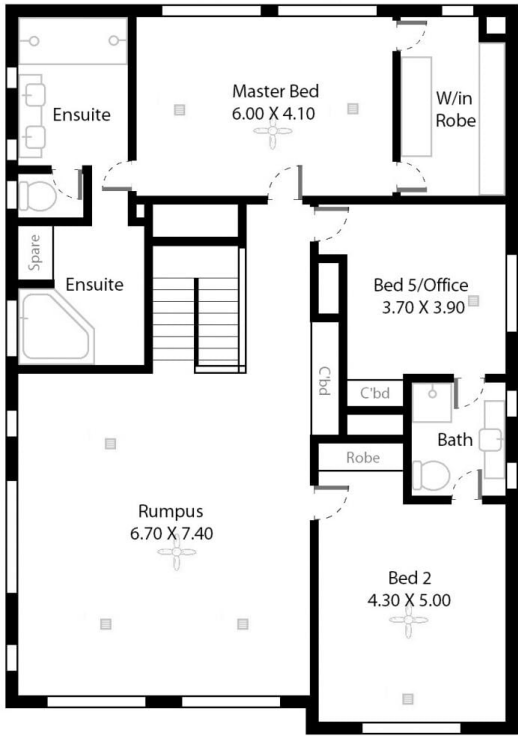 Master Bed
6.00 X 4.10
W/in
Robe
Ensuite
Spare
Ensuite
Bed 5/Office
3.70 X 3.90
C'bd
C'bd
Bath
Robe
Rumpus
6.70 X 7.40
Bed 2
4.30 X 5.00